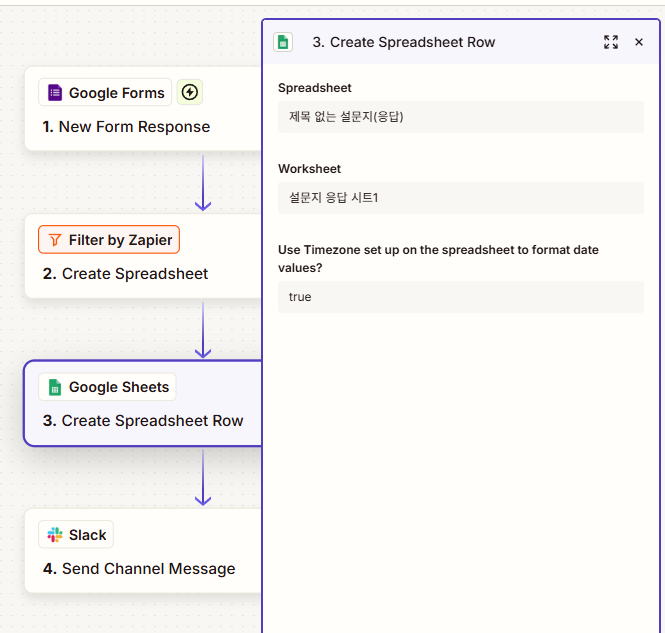 Google Forms
1. New Form Response
Filter by Zapier
2. Create Spreadsheet
Google Sheets
3. Create Spreadsheet Row
Slack
4. Send Channel Message
3. Create Spreadsheet Row
Spreadsheet
제목 없는 설문지(응답)
Worksheet
설문지 응답 시트1
Use Timezone set up on the spreadsheet to format date
values?
true